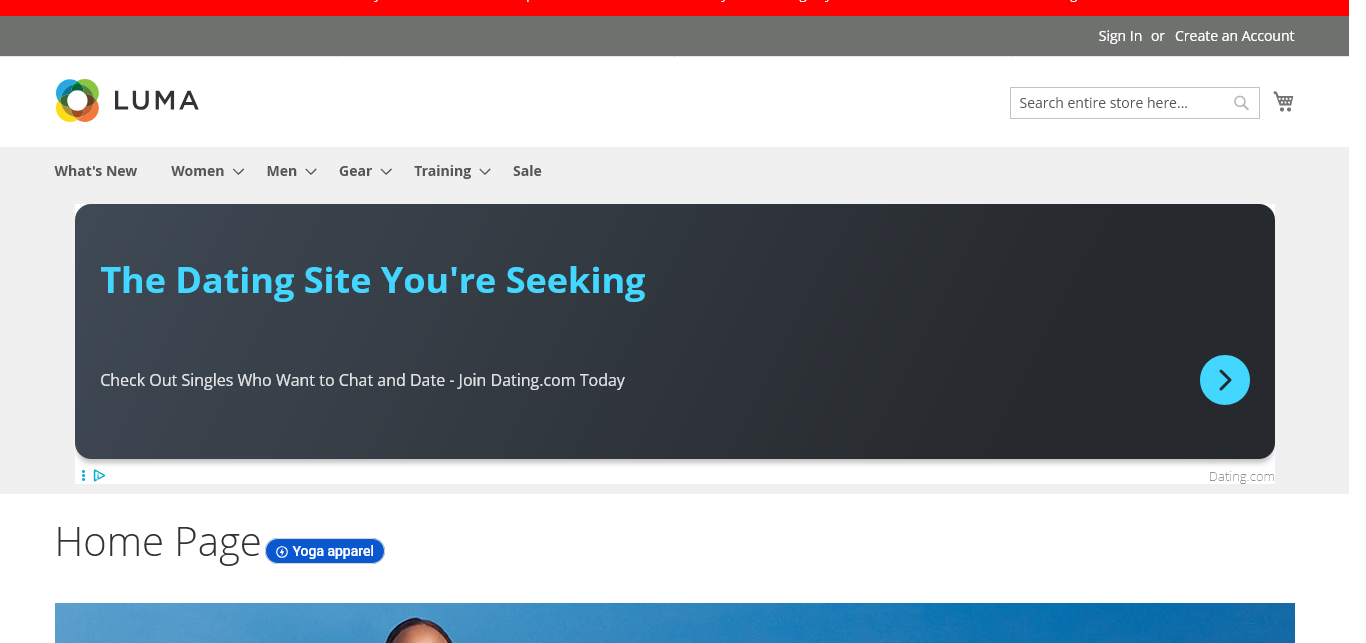 Sign In or Create an Account
LUMA
Search entire store here...
What's New Women Men Gear Training Sale
The Dating Site You're Seeking
Check Out Singles Who Want to Chat and Date - Join Dating.com Today
Dating.com
Home Page
Yoga apparel